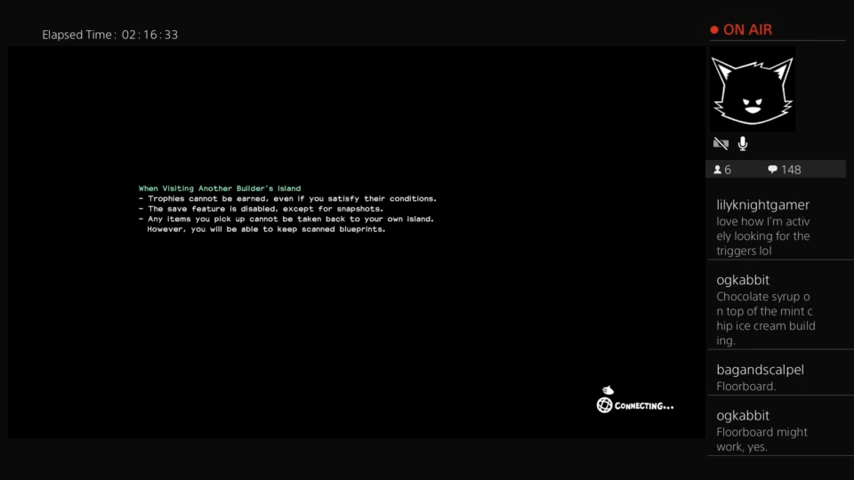 Elapsed Time: 02:16:33
ON AIR
6
148
When Visiting Another Builder's Island
- Trophies cannot be earned, even if you satisfy their conditions.
- The save feature is disabled, except for snapshots.
- Any items you pick up cannot be taken back to your own island.
However, you will be able to keep scanned blueprints.
CONNECTING...
lilyknightgamer
love how I'm activ
ely looking for the
triggers lol
ogkabbit
Chocolate syrup o
n top of the mint c
hip ice cream build
ing.
bagandscalpel
Floorboard.
ogkabbit
Floorboard might
work, yes.